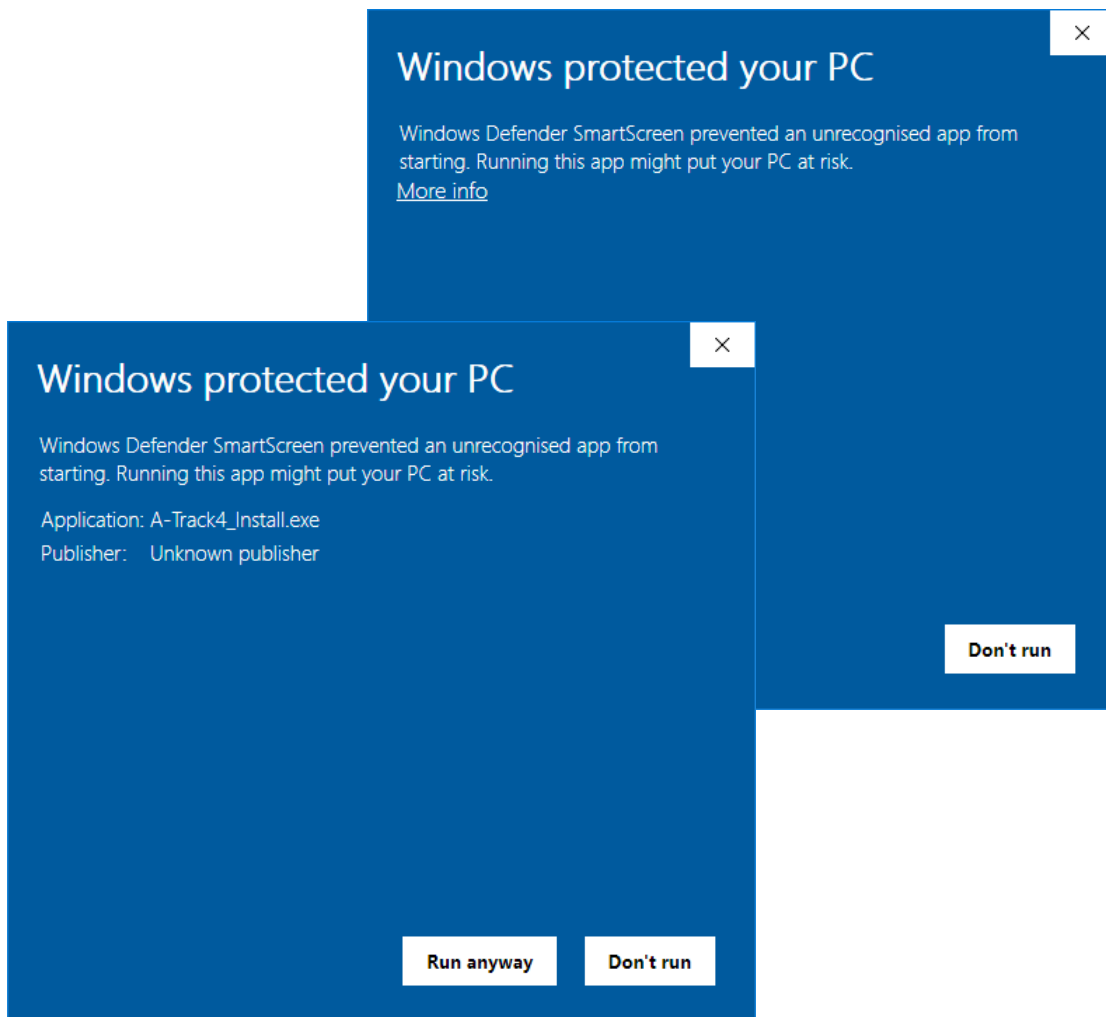 Windows protected your PC
Windows Defender SmartScreen prevented an unrecognised app from
starting. Running this app might put your PC at risk.
More info
Don't run
Windows protected your PC
Windows Defender SmartScreen prevented an unrecognised app from
starting. Running this app might put your PC at risk.
Application: A-Track4_Install.exe
Publisher: Unknown publisher
Run anyway Don't run